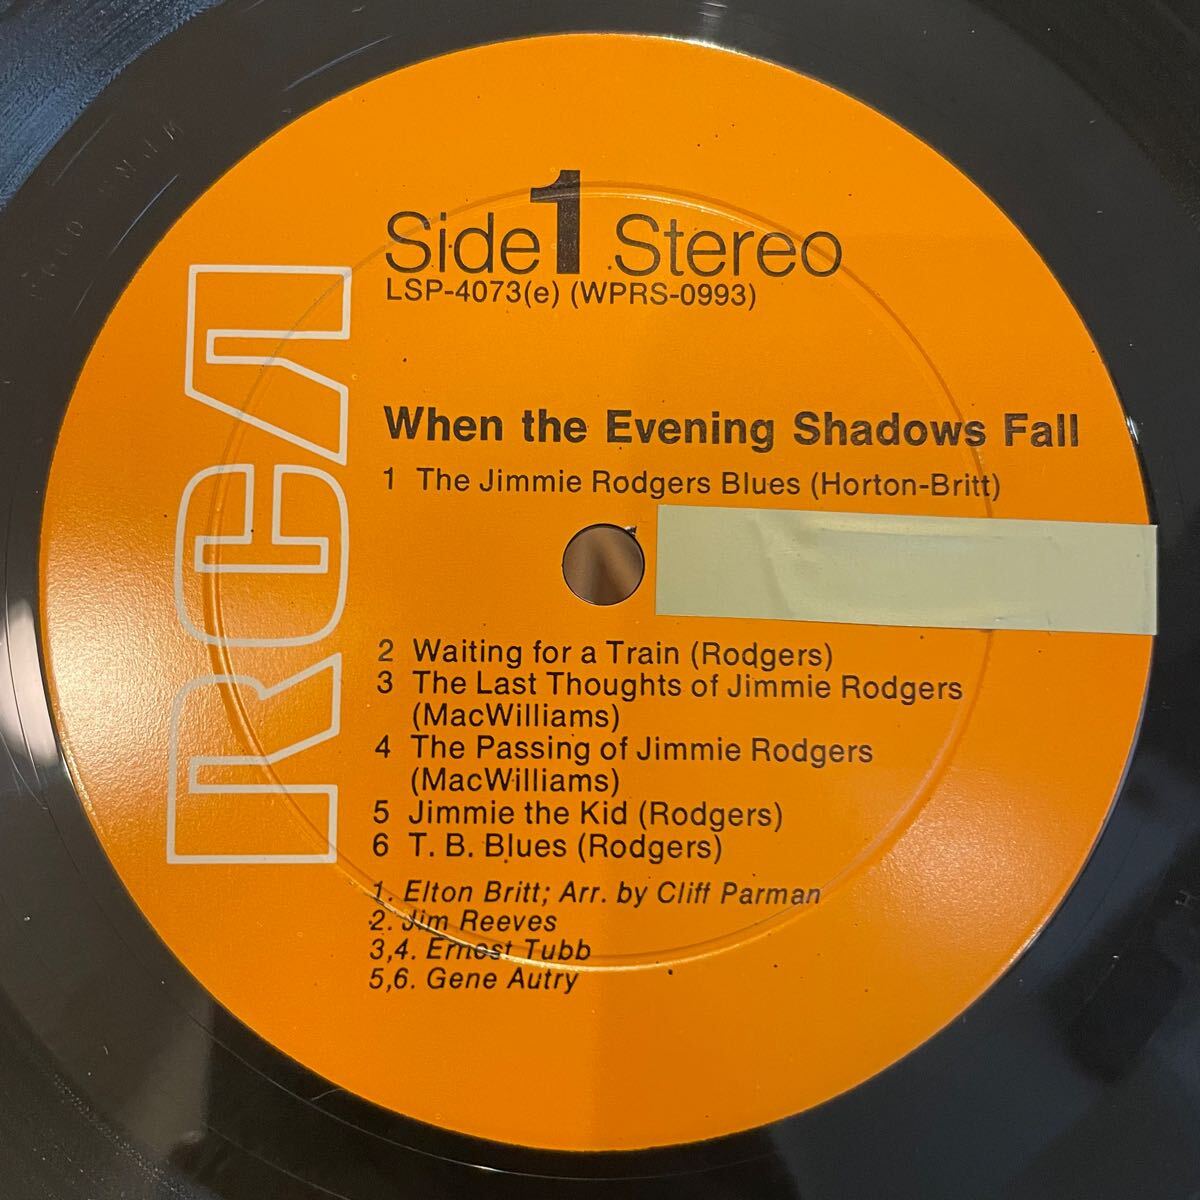 Side 1 Stereo
LSP-4073(e) (WPRS-0993)
RCA
When the Evening Shadows Fall
1 The Jimmie Rodgers Blues (Horton-Britt)
2 Waiting for a Train (Rodgers)
3 The Last Thoughts of Jimmie Rodgers
(MacWilliams)
4 The Passing of Jimmie Rodgers
(MacWilliams)
5 Jimmie the Kid (Rodgers)
6 T. B. Blues (Rodgers)
1. Elton Britt; Arr. by Cliff Parman
2. Jim Reeves
3,4. Ernest Tubb
5,6. Gene Autry